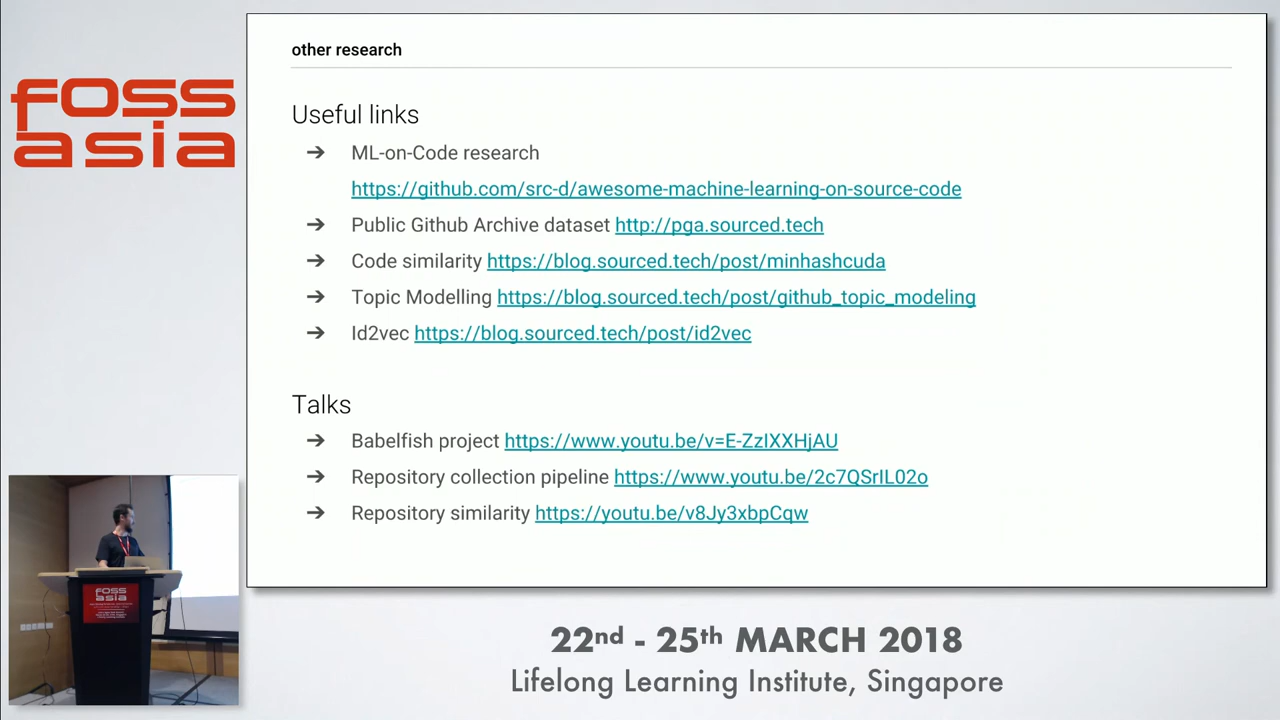 foss
asia
other research
Useful links
➔ ML-on-Code research
https://github.com/src-d/awesome-machine-learning-on-source-code
➔ Public Github Archive dataset http://pga.sourced.tech
➔ Code similarity https://blog.sourced.tech/post/minhashcuda
➔ Topic Modelling https://blog.sourced.tech/post/github_topic_modeling
➔ Id2vec https://blog.sourced.tech/post/id2vec
Talks
➔ Babelfish project https://www.youtu.be/v=E-ZzIXXHjAU
➔ Repository collection pipeline https://www.youtu.be/2c7QSrIL02o
➔ Repository similarity https://youtu.be/v8Jy3xbpCqw
foss
asia
22nd - 25th MARCH 2018
Lifelong Learning Institute, Singapore